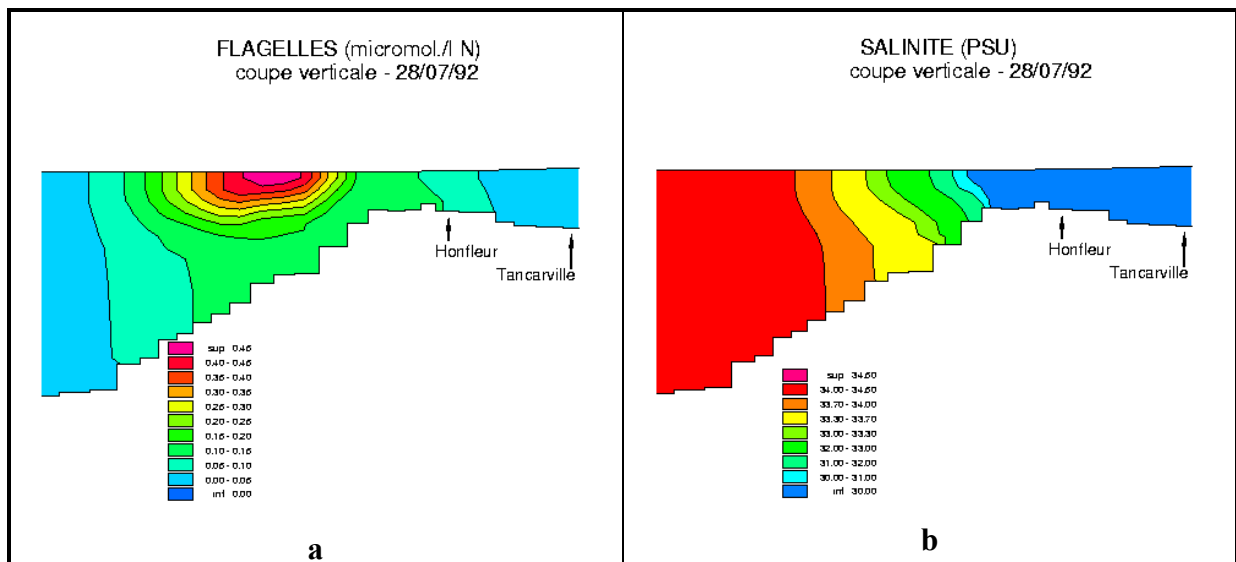 FLAGELLES (micromol./l N)
coupe verticale - 28/07/92
Honfleur
Tancarville
sup 0.45
0.40 - 0.45
0.35 - 0.40
0.30 - 0.35
0.25 - 0.30
0.20 - 0.25
0.15 - 0.20
0.10 - 0.15
0.05 - 0.10
0.00 - 0.05
inf 0.00
a
SALINITE (PSU)
coupe verticale - 28/07/92
Honfleur
Tancarville
sup 34.50
34.00 - 34.50
33.70 - 34.00
33.30 - 33.70
33.00 - 33.30
32.00 - 33.00
31.00 - 32.00
30.00 - 31.00
inf 30.00
b